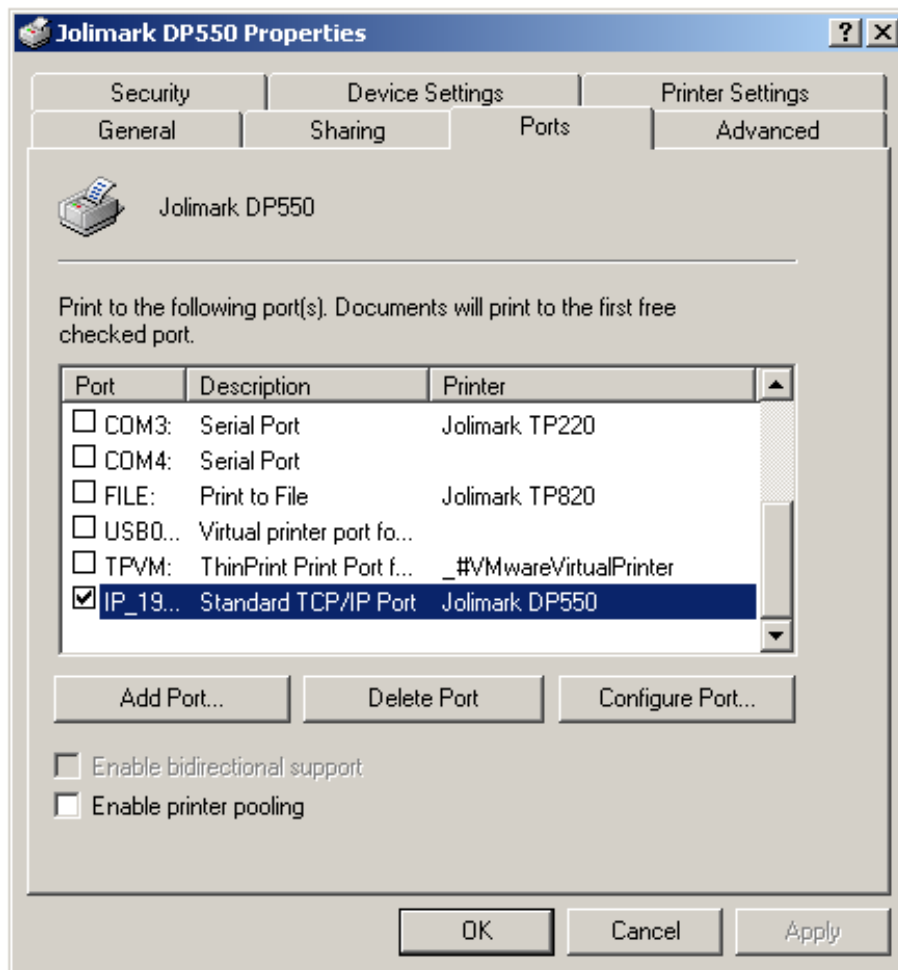 Jolimark DP550 Properties
Security Device Settings Printer Settings
General Sharing Ports Advanced
Jolimark DP550
Print to the following port(s). Documents will print to the first free
checked port.
Port Description Printer
COM3: Serial Port Jolimark TP220
COM4: Serial Port
FILE: Print to File Jolimark TP820
USB0... Virtual printer port fo...
TPVM: ThinPrint Print Port f... _#VMwareVirtualPrinter
IP_19... Standard TCP/IP Port Jolimark DP550
Add Port... Delete Port Configure Port...
Enable bidirectional support
Enable printer pooling
OK Cancel Apply